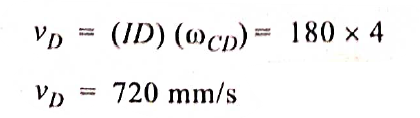 v_D = (ID) (ω_CD) = 180 × 4
v_D = 720 mm/s